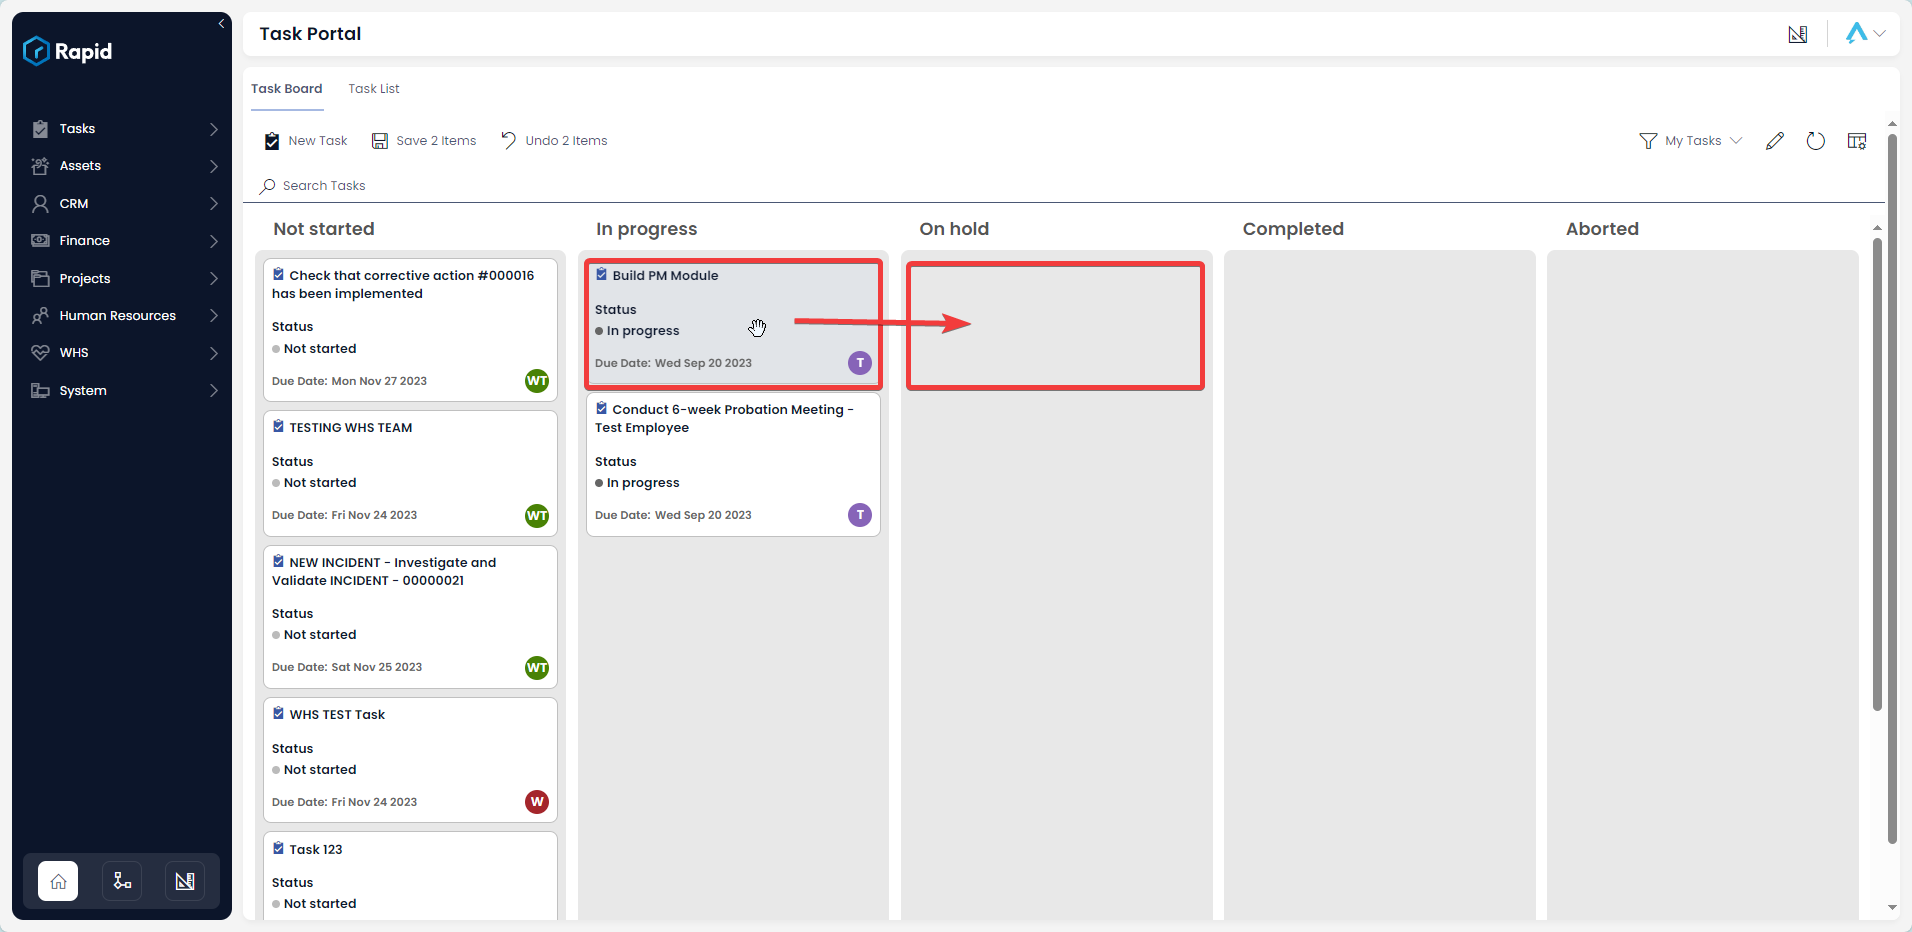 Rapid
Tasks
Assets
CRM
Finance
Projects
Human Resources
WHS
System
Task Portal
Task Board
Task List
New Task
Save 2 Items
Undo 2 Items
My Tasks
Search Tasks
Not started
Check that corrective action #000016
has been implemented
Status
Not started
Due Date: Mon Nov 27 2023
WT
TESTING WHS TEAM
Status
Not started
Due Date: Fri Nov 24 2023
WT
NEW INCIDENT - Investigate and
Validate INCIDENT - 00000021
Status
Not started
Due Date: Sat Nov 25 2023
WT
WHS TEST Task
Status
Not started
Due Date: Fri Nov 24 2023
W
Task 123
Status
Not started
In progress
Build PM Module
Status
In progress
Due Date: Wed Sep 20 2023
T
Conduct 6-week Probation Meeting -
Test Employee
Status
In progress
Due Date: Wed Sep 20 2023
T
On hold
Completed
Aborted